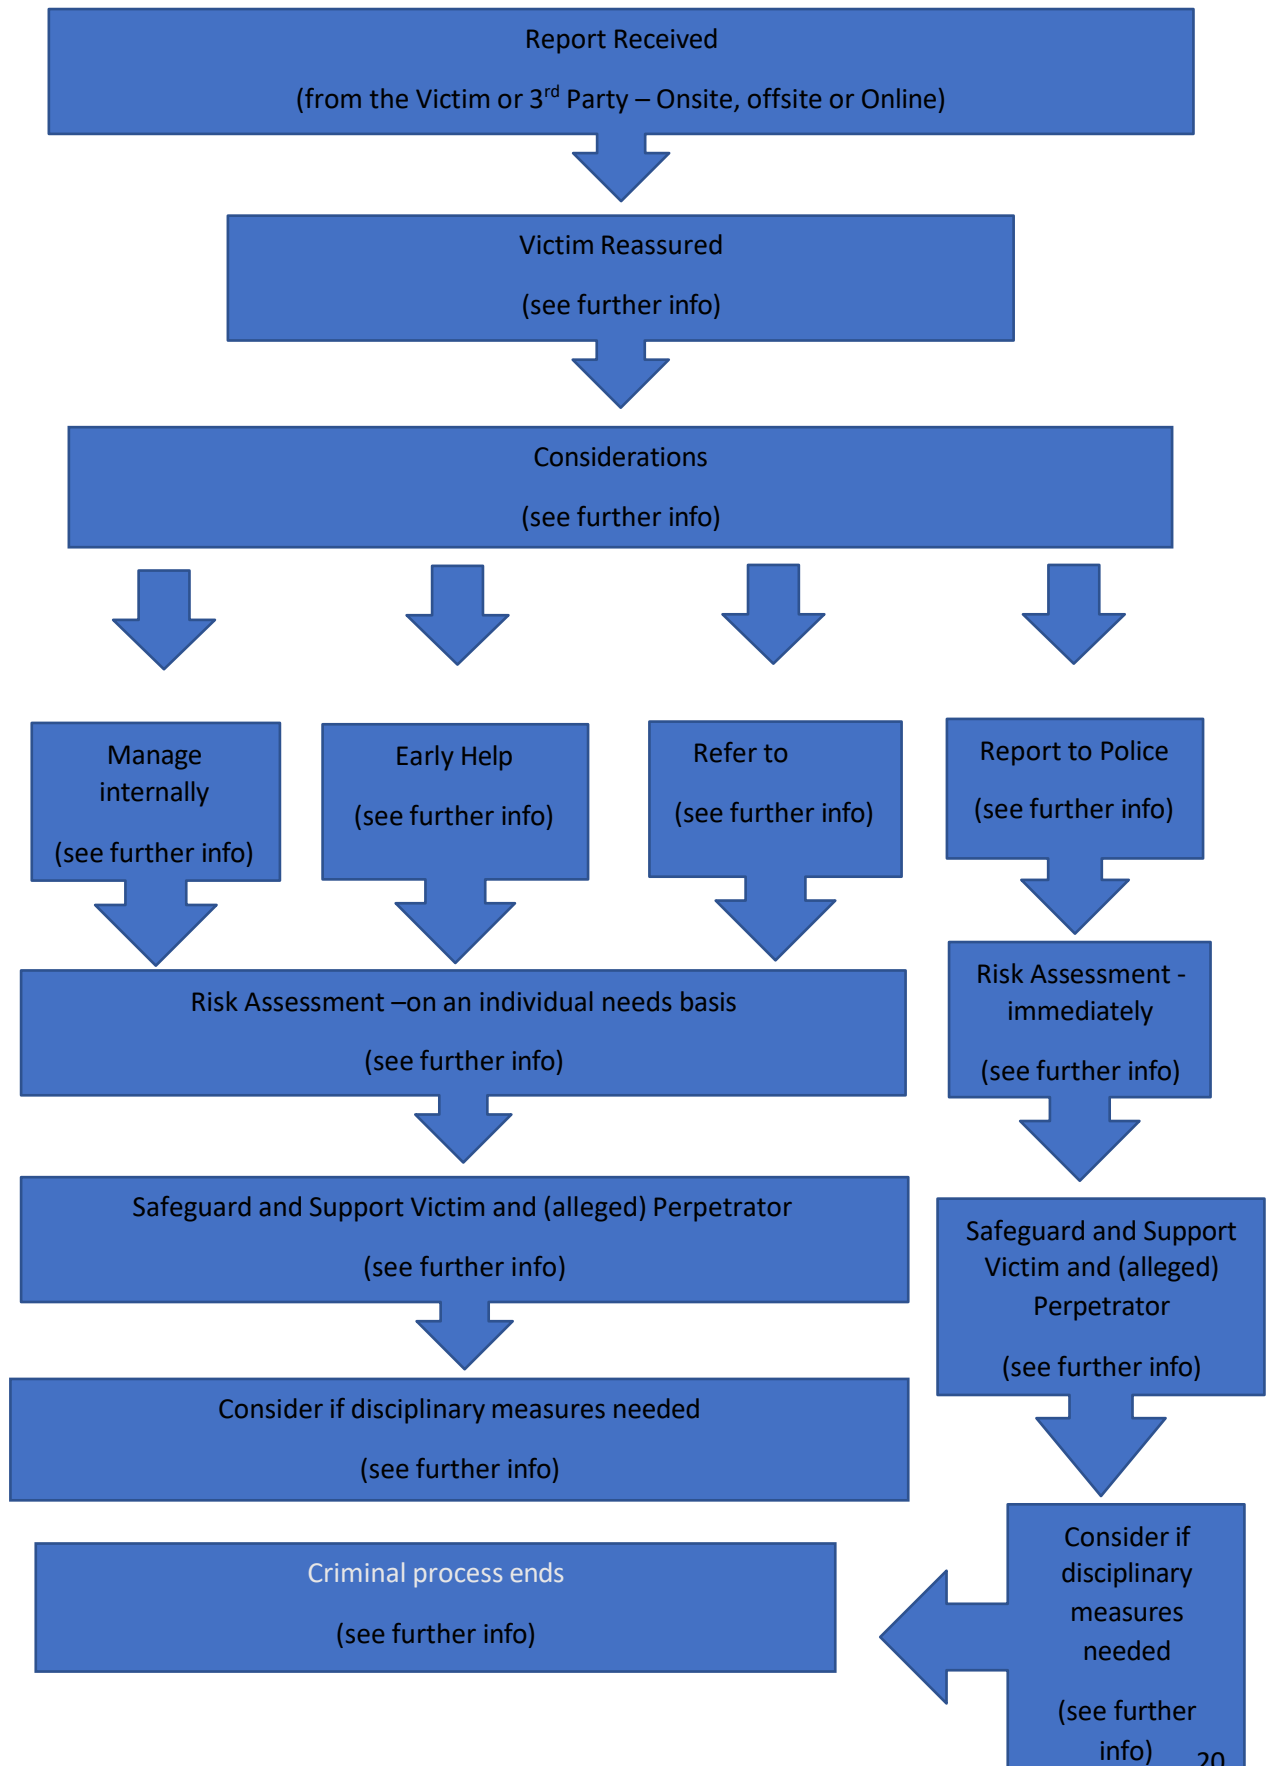 Report Received
(from the Victim or 3rd Party – Onsite, offsite or Online)
Victim Reassured
(see further info)
Considerations
(see further info)
Manage
internally
(see further info)
Early Help
(see further info)
Refer to
(see further info)
Report to Police
(see further info)
Risk Assessment –on an individual needs basis
(see further info)
Risk Assessment -
immediately
(see further info)
Safeguard and Support Victim and (alleged) Perpetrator
(see further info)
Safeguard and Support
Victim and (alleged)
Perpetrator
(see further info)
Consider if disciplinary measures needed
(see further info)
Consider if
disciplinary
measures
needed
(see further
info)
Criminal process ends
(see further info)
20